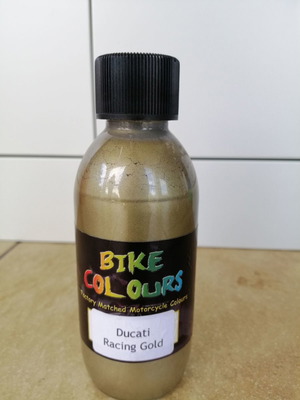 BIKE
COLOURS
Factory Matched Motorcycle Colours
Ducati
Racing Gold